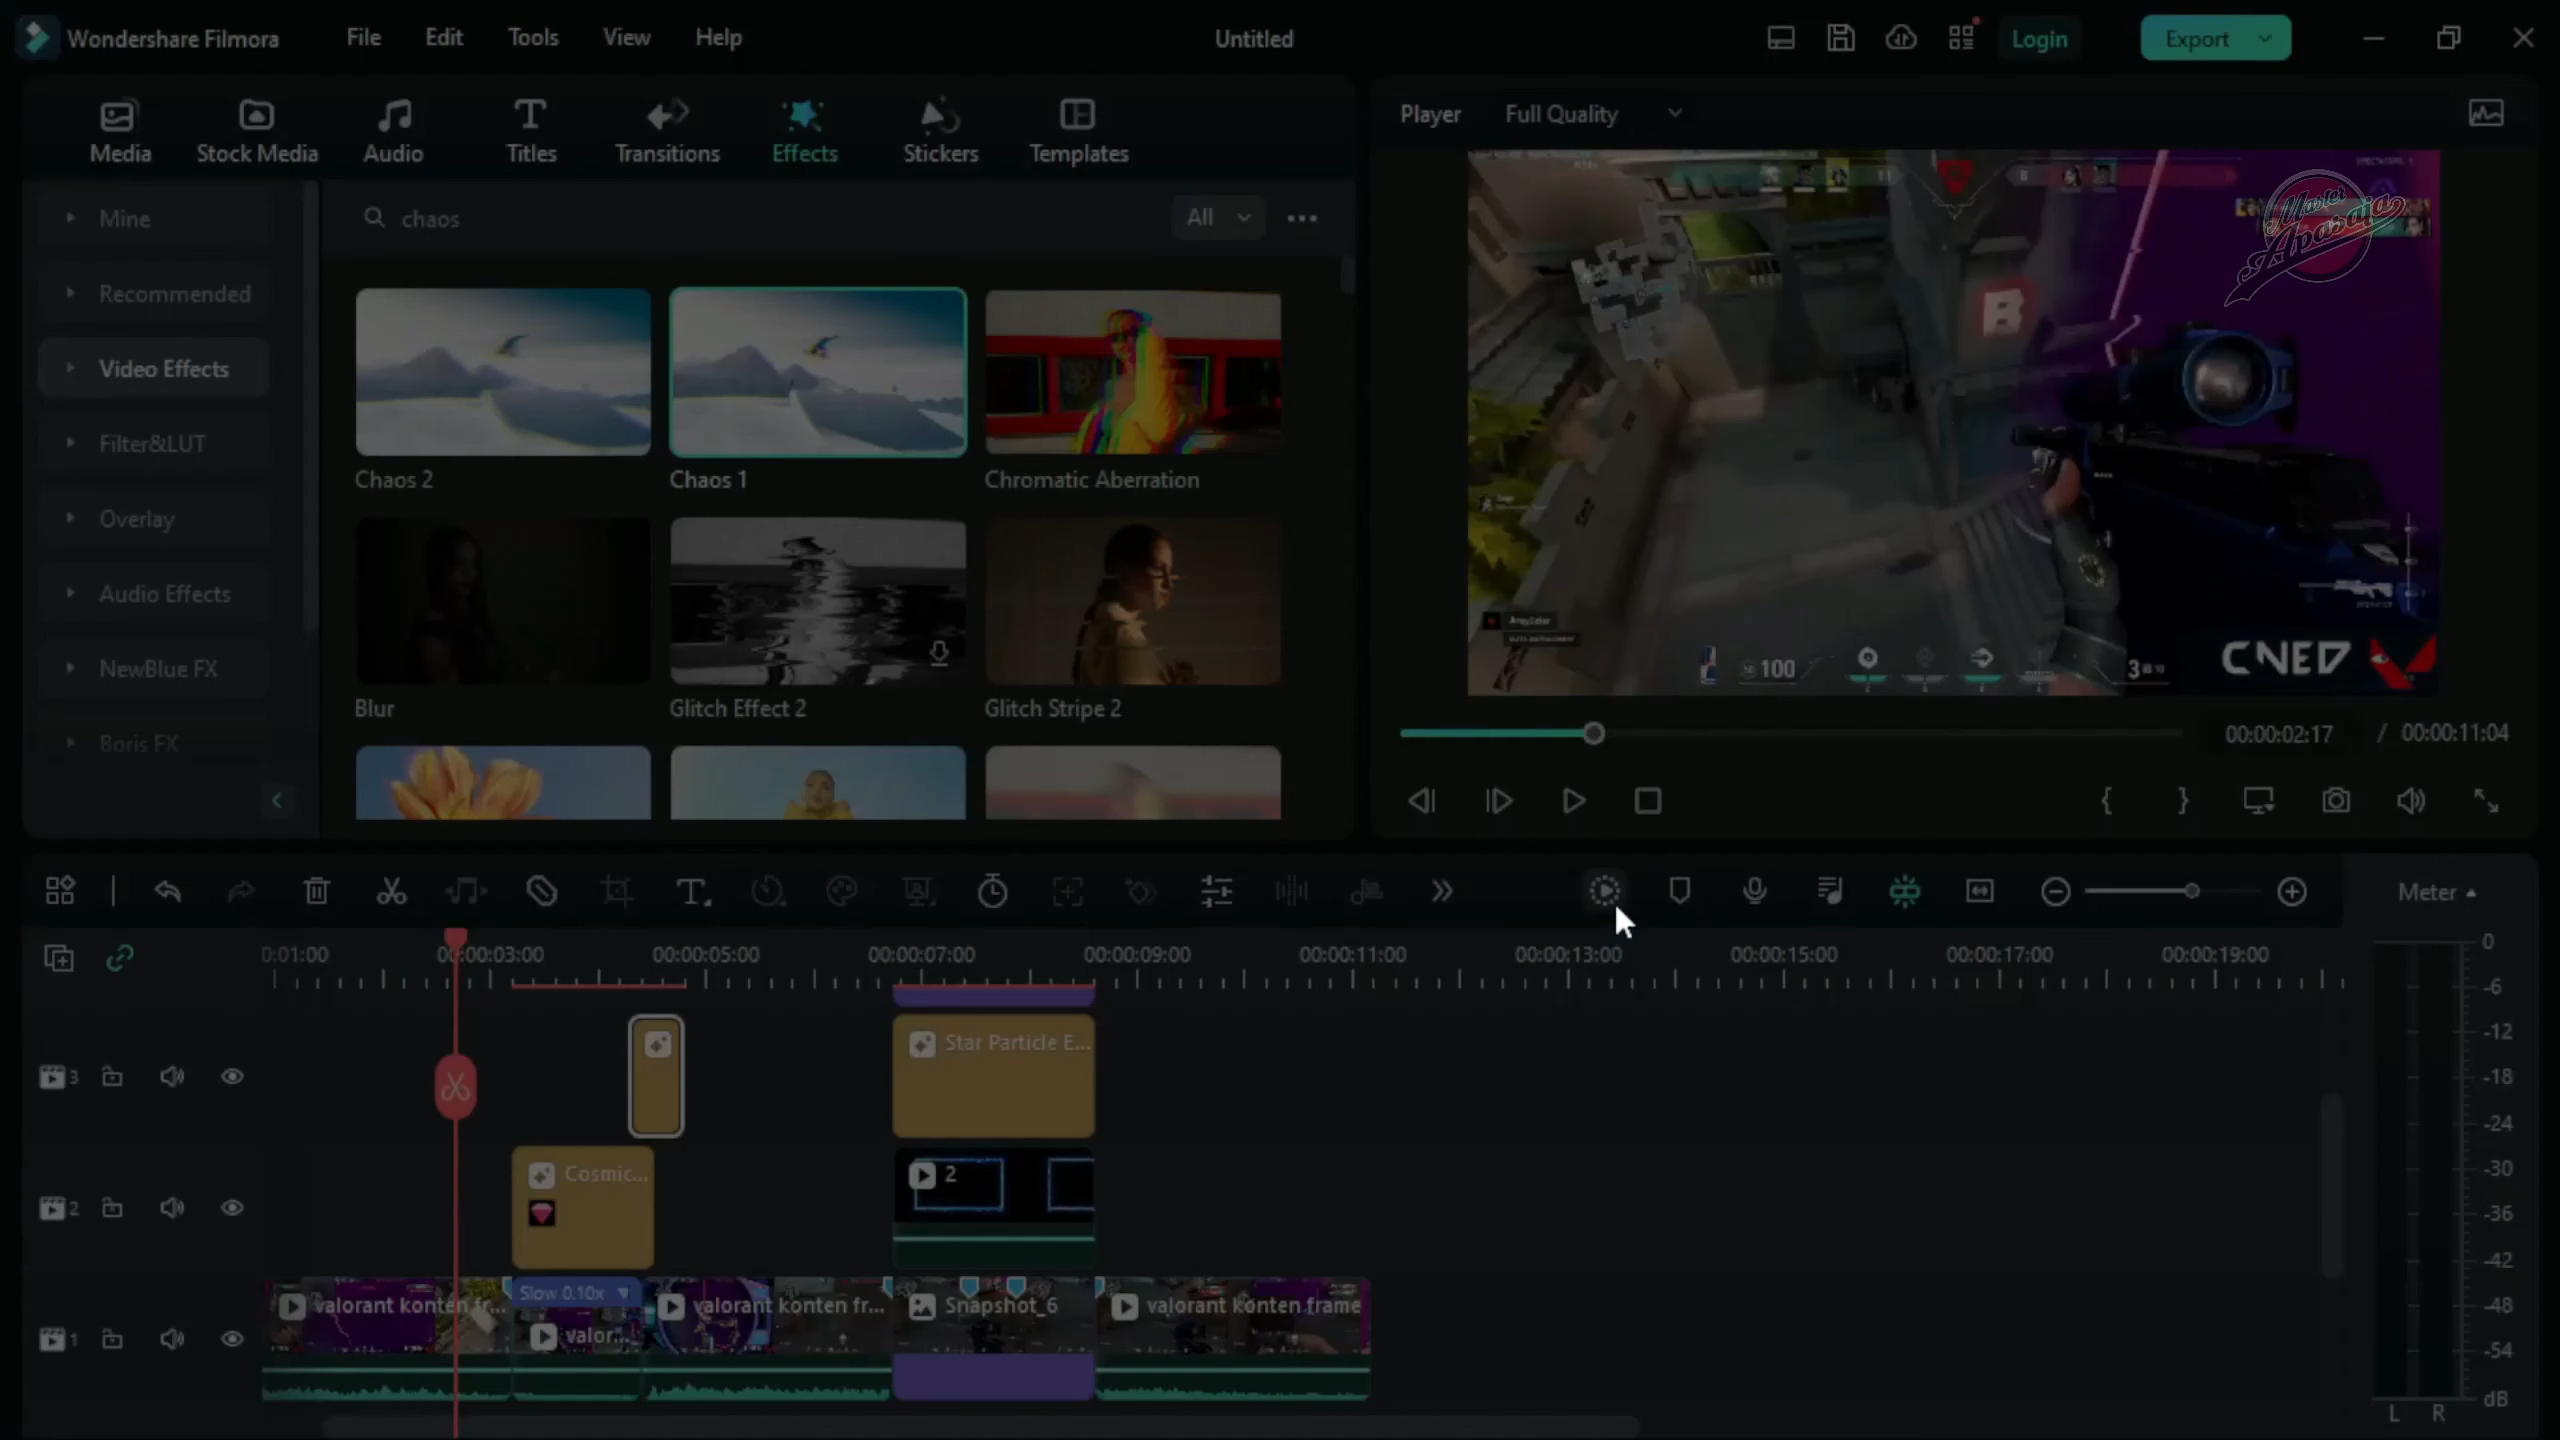 Wondershare Filmora
File
Edit
Tools
View
Help
Untitled
Login
Export
Media
Stock Media
Audio
Titles
Transitions
Effects
Stickers
Templates
Player
Full Quality
Mine
Recommended
Video Effects
Filter&LUT
Overlay
Audio Effects
NewBlue FX
Boris FX
chaos
All
Chaos 2
Chaos 1
Chromatic Aberration
Blur
Glitch Effect 2
Glitch Stripe 2
Master
Apasaja
B
100
3
CNED
00:00:02:17 / 00:00:11:04
Meter
0:01:00
00:00:03:00
00:00:05:00
00:00:07:00
00:00:09:00
00:00:11:00
00:00:13:00
00:00:15:00
00:00:17:00
00:00:19:00
0
-6
-12
-18
-24
-30
-36
-42
-48
-54
dB
L R
3
Star Particle E...
2
Cosmic...
2
1
valorant konten fr...
Slow 0.10x
valor...
valorant konten fr...
Snapshot_6
valorant konten frame